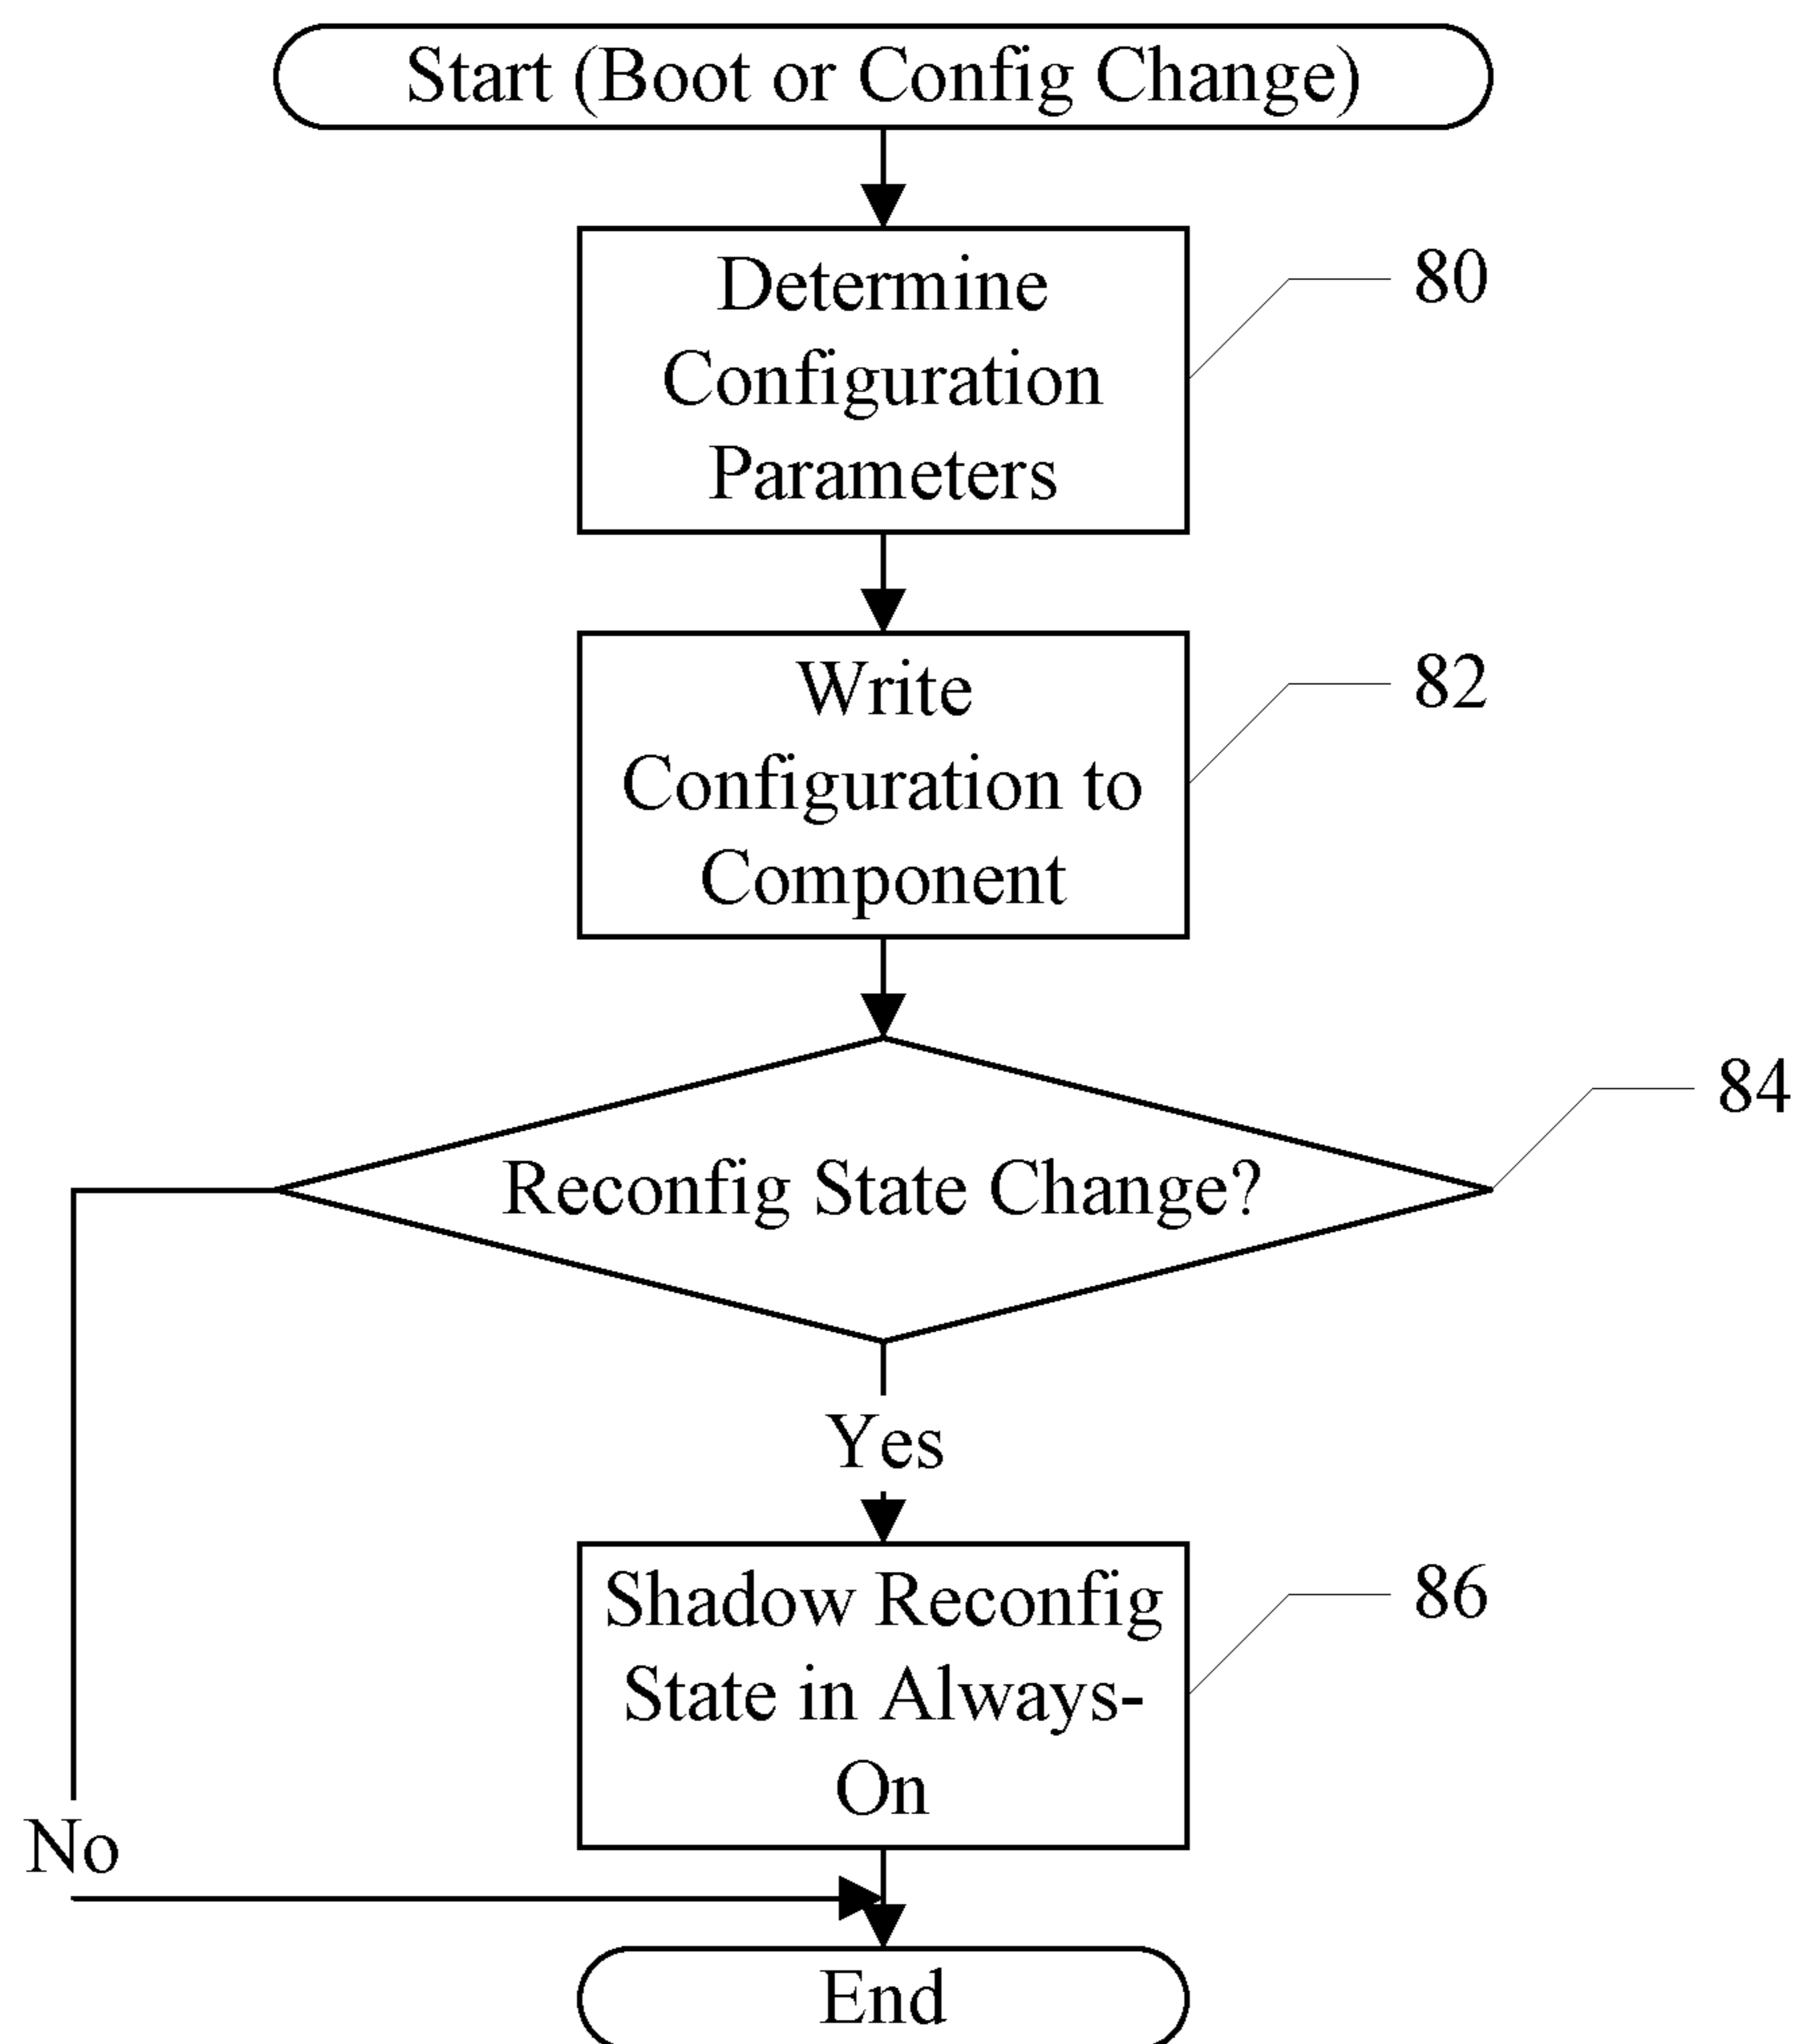 Start (Boot or Config Change)
Determine
Configuration
Parameters
80
Write
Configuration to
Component
82
Reconfig State Change?
84
Yes
Shadow Reconfig
State in Always-
On
86
No
End